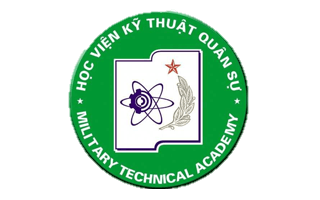 HỌC VIỆN KỸ THUẬT QUÂN SỰ
MILITARY TECHNICAL ACADEMY